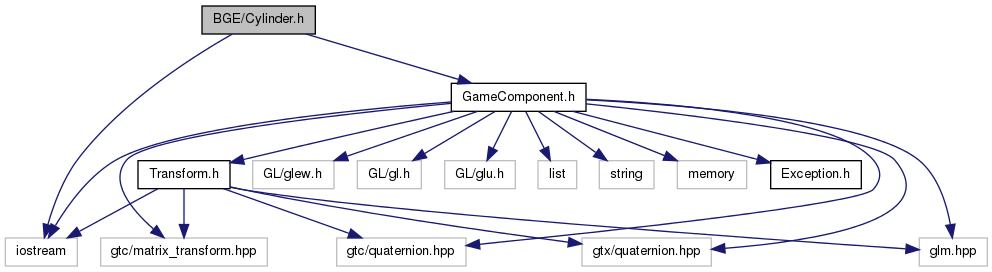 BGE/Cylinder.h
GameComponent.h
Transform.h
GL/glew.h
GL/gl.h
GL/glu.h
list
string
memory
Exception.h
iostream
gtc/matrix_transform.hpp
gtc/quaternion.hpp
gtx/quaternion.hpp
glm.hpp